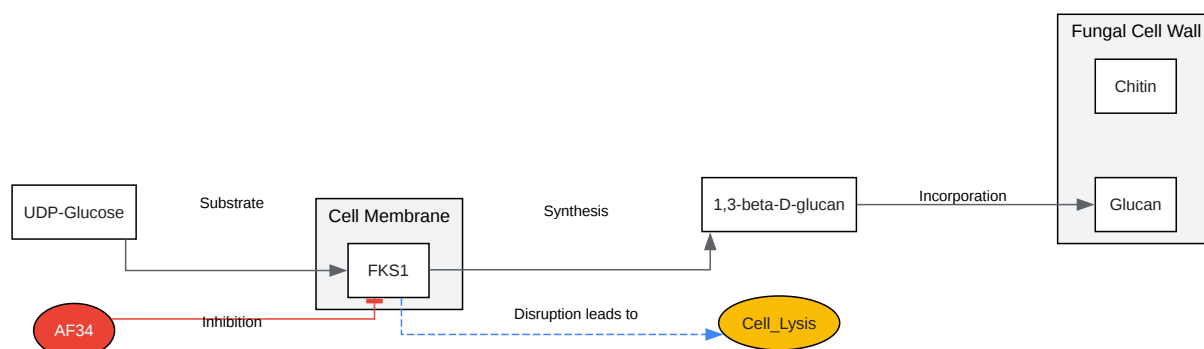 Fungal Cell Wall
Chitin
UDP-Glucose
Substrate
Cell Membrane
FKS1
Synthesis
1,3-beta-D-glucan
Incorporation
Glucan
AF34
Inhibition
Disruption leads to
Cell_Lysis